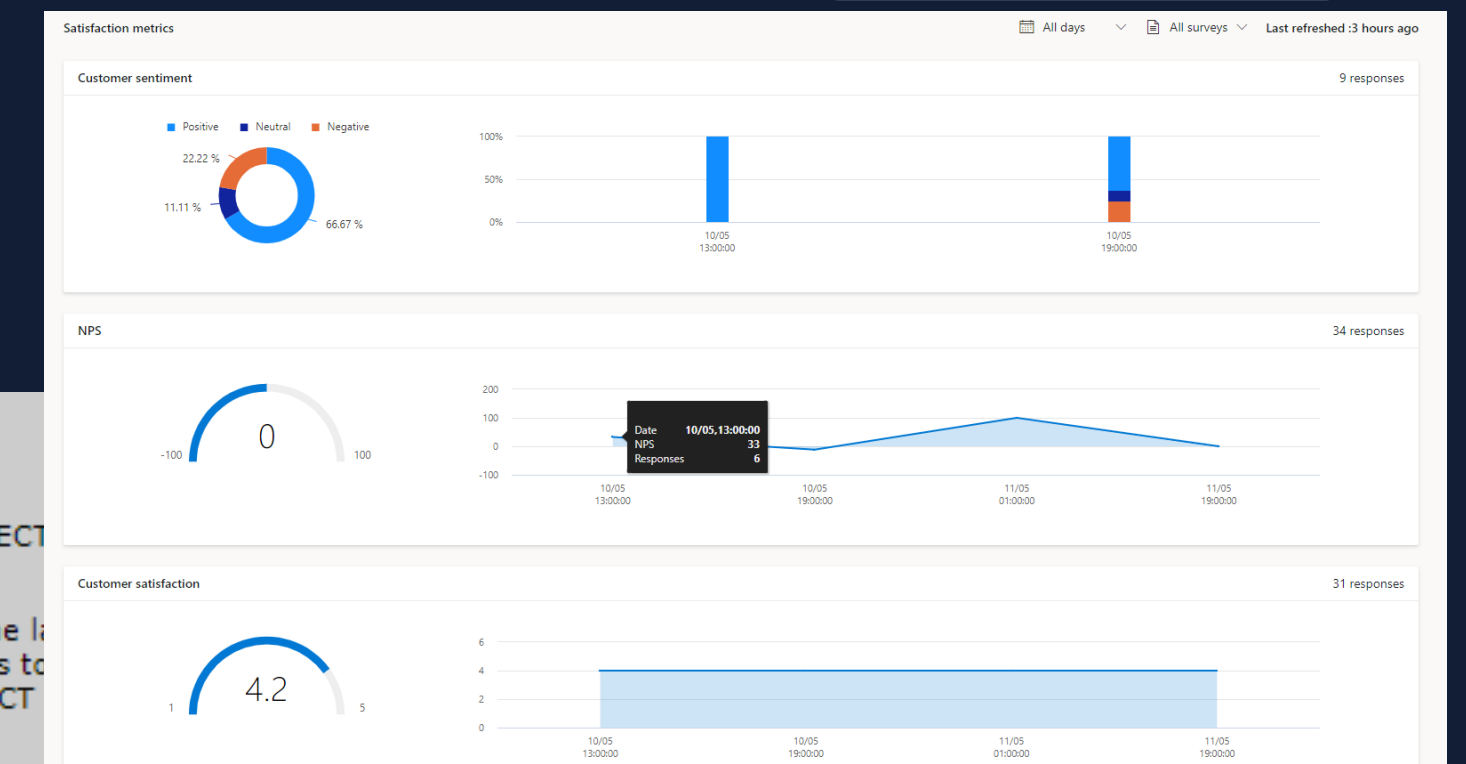 Satisfaction metrics
All days
All surveys
Last refreshed :3 hours ago
Customer sentiment
9 responses
Positive
Neutral
Negative
22.22 %
11.11 %
66.67 %
100%
50%
0%
10/05
13:00:00
10/05
19:00:00
NPS
34 responses
0
-100
100
200
100
0
-100
Date 10/05,13:00:00
NPS 33
Responses 6
10/05
13:00:00
10/05
19:00:00
11/05
01:00:00
11/05
19:00:00
Customer satisfaction
31 responses
4.2
1
5
6
4
2
0
10/05
13:00:00
10/05
19:00:00
11/05
01:00:00
11/05
19:00:00